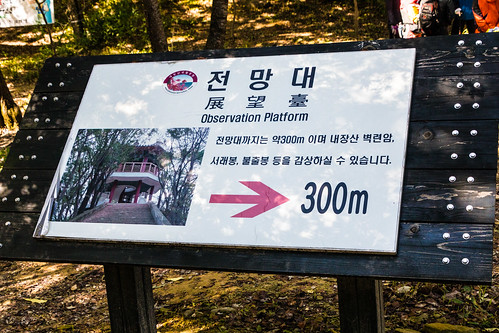 전망대
展望臺
Observation Platform
전망대까지는 약300m 이며 내장산 벽련암,
서래봉, 불출봉 등을 감상하실 수 있습니다.
300m